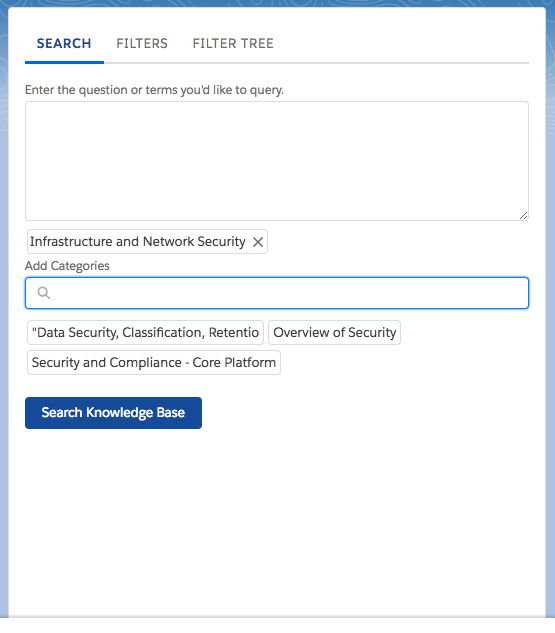 SEARCH FILTERS FILTER TREE
Enter the question or terms you'd like to query.
Infrastructure and Network Security
Add Categories
"Data Security, Classification, Retentio Overview of Security
Security and Compliance - Core Platform
Search Knowledge Base